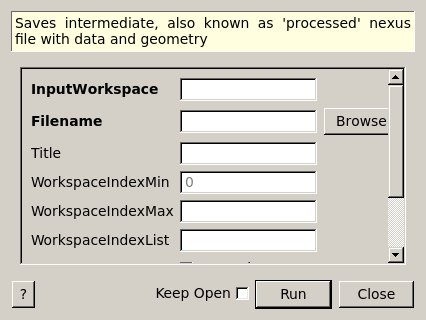 Saves intermediate, also known as 'processed' nexus
file with data and geometry
InputWorkspace
Filename
Browse
Title
WorkspaceIndexMin 0
WorkspaceIndexMax
WorkspaceIndexList
? Keep Open Run Close